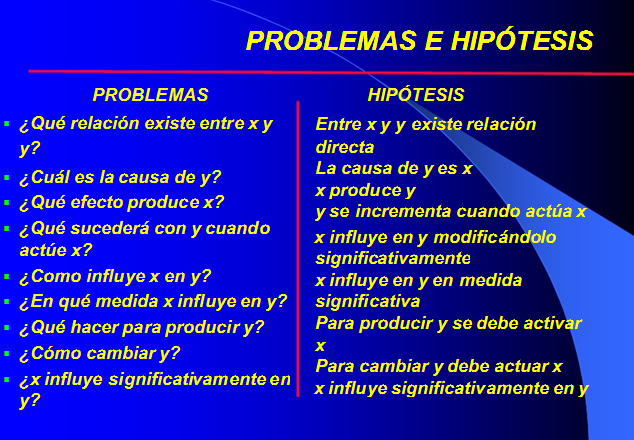 PROBLEMAS E HIPÓTESIS
PROBLEMAS
¿Qué relación existe entre x y
y?
¿Cuál es la causa de y?
¿Qué efecto produce x?
¿Qué sucederá con y cuando
actúe x?
¿Como influye x en y?
¿En qué medida x influye en y?
¿Qué hacer para producir y?
¿Cómo cambiar y?
¿x influye significativamente en
y?
HIPÓTESIS
Entre x y y existe relación
directa
La causa de y es x
x produce y
y se incrementa cuando actúa x
x influye en y modificándolo
significativamente
x influye en y en medida
significativa
Para producir y se debe activar
x
Para cambiar y debe actuar x
x influye significativamente en y